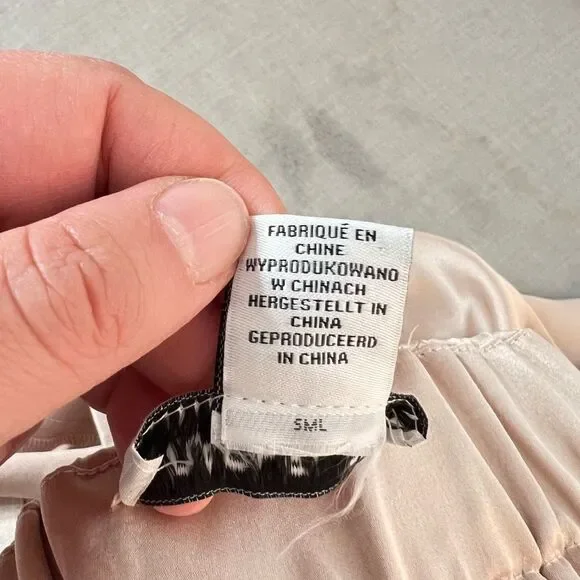 FABRIQUÉ EN
CHINE
WYPRODUKOWANO
W CHINACH
HERGESTELLT IN
CHINA
GEPRODUCEERD
IN CHINA
SML